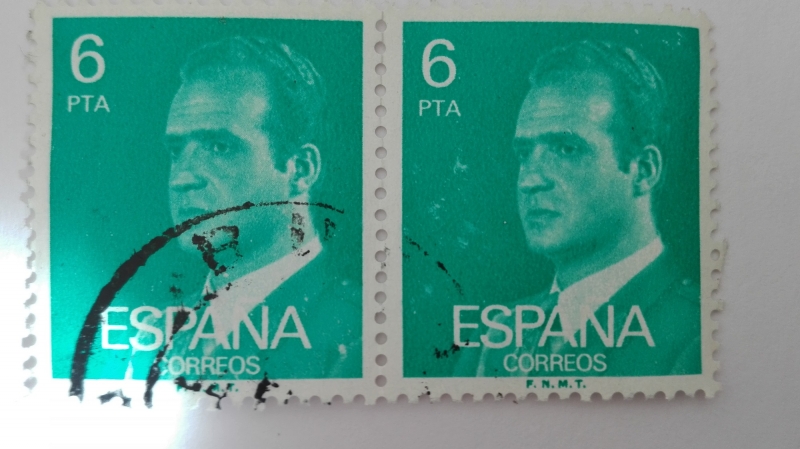 6
PTA
ESPAÑA
CORREOS
6
PTA
ESPAÑA
CORREOS
F. N. M. T.